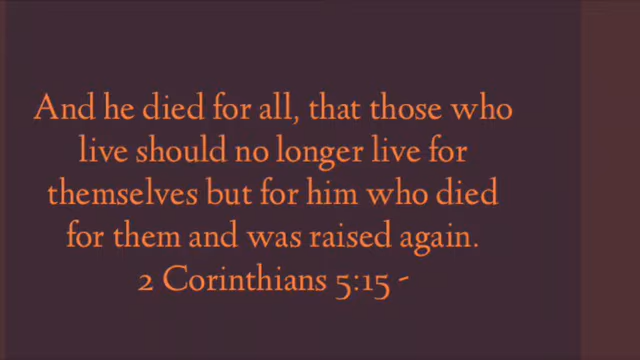 And he died for all, that those who
live should no longer live for
themselves but for him who died
for them and was raised again.
2 Corinthians 5:15 -